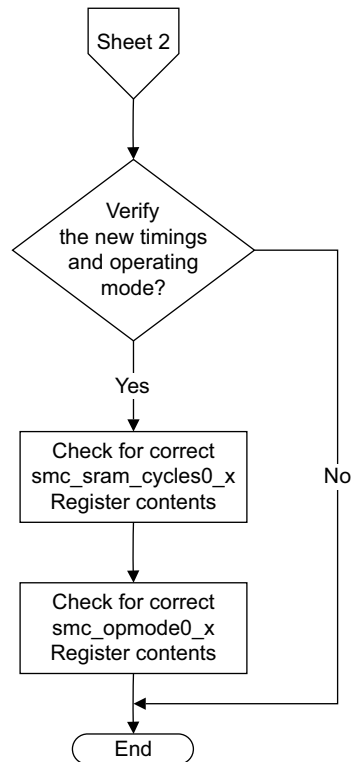 Sheet 2
Verify
the new timings
and operating
mode?
Yes
Check for correct
smc_sram_cycles0_x
Register contents
No
Check for correct
smc_opmode0_x
Register contents
End